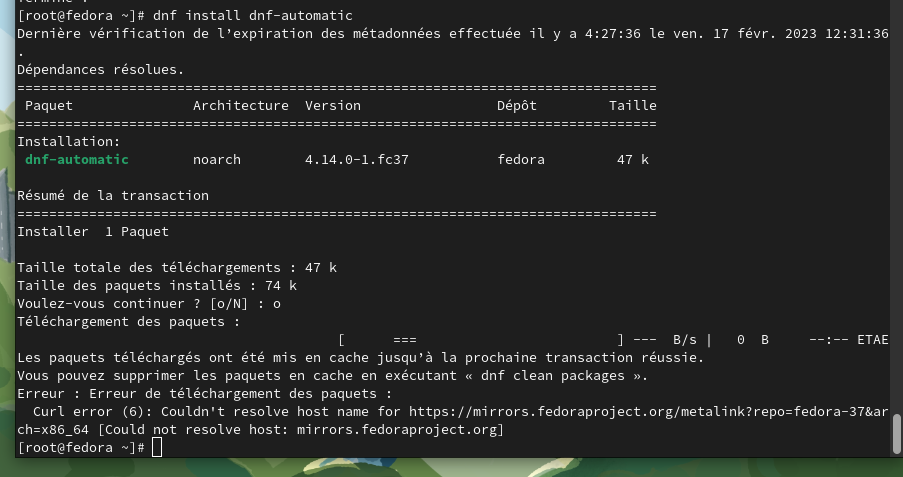 [root@fedora ~]# dnf install dnf-automatic
Dernière vérification de l’expiration des métadonnées effectuée il y a 4:27:36 le ven. 17 févr. 2023 12:31:36
.
Dépendances résolues.
================================================================================
 Paquet               Architecture  Version                 Dépôt         Taille
================================================================================
Installation:
 dnf-automatic        noarch        4.14.0-1.fc37           fedora         47 k

Résumé de la transaction
================================================================================
Installer  1 Paquet

Taille totale des téléchargements : 47 k
Taille des paquets installés : 74 k
Voulez-vous continuer ? [o/N] : o
Téléchargement des paquets :
                                        [      ===                         ] ---  B/s |   0  B     --:-- ETAE
Les paquets téléchargés ont été mis en cache jusqu’à la prochaine transaction réussie.
Vous pouvez supprimer les paquets en cache en exécutant « dnf clean packages ».
Erreur : Erreur de téléchargement des paquets :
  Curl error (6): Couldn't resolve host name for https://mirrors.fedoraproject.org/metalink?repo=fedora-37&ar
ch=x86_64 [Could not resolve host: mirrors.fedoraproject.org]
[root@fedora ~]#